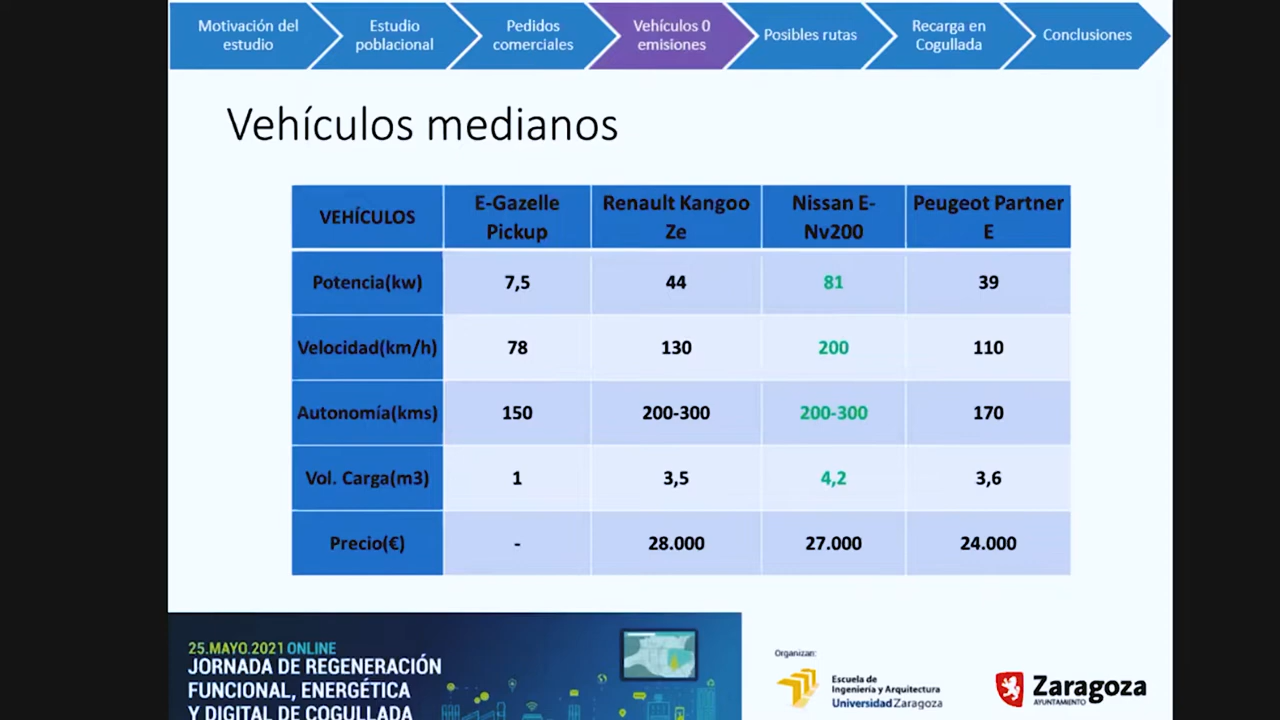 Motivación del
estudio
Estudio
poblacional
Pedidos
comerciales
Vehículos 0
emisiones
Posibles rutas
Recarga en
Cogullada
Conclusiones
Vehículos medianos
VEHÍCULOS
E-Gazelle
Pickup
Renault Kangoo
Ze
Nissan E-
Nv200
Peugeot Partner
E
Potencia(kw) 7,5 44 81 39
Velocidad(km/h) 78 130 200 110
Autonomía(kms) 150 200-300 200-300 170
Vol. Carga(m3) 1 3,5 4,2 3,6
Precio(€) - 28.000 27.000 24.000
25.MAYO.2021 ONLINE
JORNADA DE REGENERACIÓN
FUNCIONAL, ENERGÉTICA
Y DIGITAL DE COGULLADA
Organizan:
Escuela de
Ingeniería y Arquitectura
Universidad Zaragoza
Zaragoza
AYUNTAMIENTO